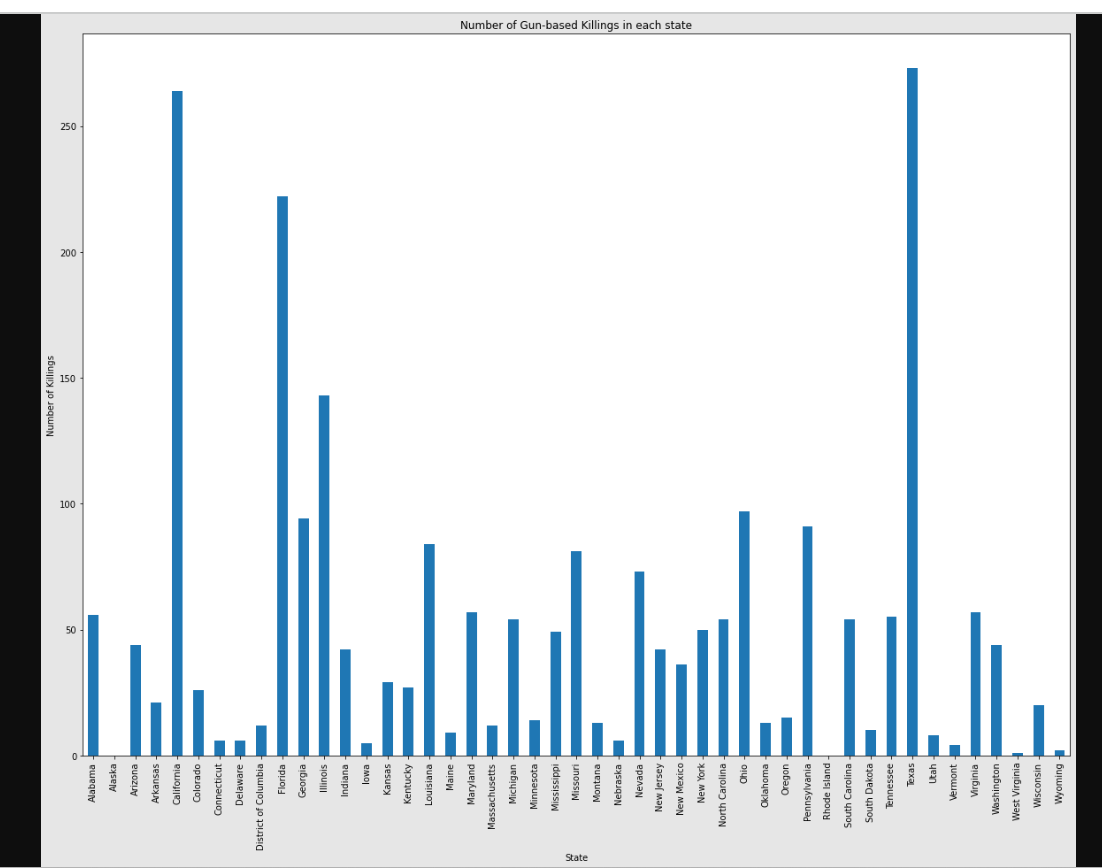 Number of Gun-based Killings in each state
Number of Killings
250
200
150
100
50
0
Alabama
Alaska
Arizona
Arkansas
California
Colorado
Connecticut
Delaware
District of Columbia
Florida
Georgia
Illinois
Indiana
Iowa
Kansas
Kentucky
Louisiana
Maine
Maryland
Massachusetts
Michigan
Minnesota
Mississippi
Missouri
Montana
Nebraska
Nevada
New Jersey
New Mexico
New York
North Carolina
Ohio
Oklahoma
Oregon
Pennsylvania
Rhode Island
South Carolina
South Dakota
Tennessee
Texas
Utah
Vermont
Virginia
Washington
West Virginia
Wisconsin
Wyoming
State